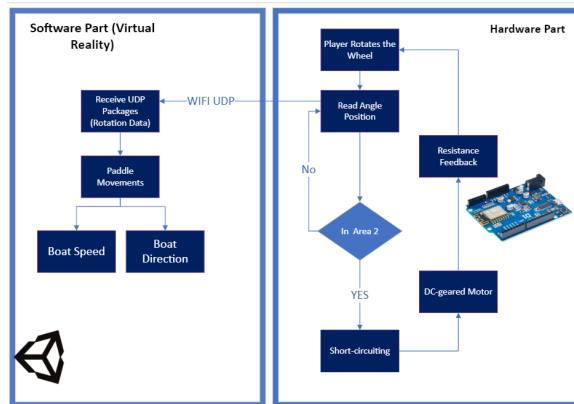 Software Part (Virtual
Reality)
Hardware Part
Player Rotates the
Wheel
Receive UDP
Packages
(Rotation Data)
WIFI UDP
Read Angle
Position
Paddle
Movements
No
Resistance
Feedback
Boat Speed
Boat
Direction
In Area 2
YES
DC-geared Motor
Short-circuiting